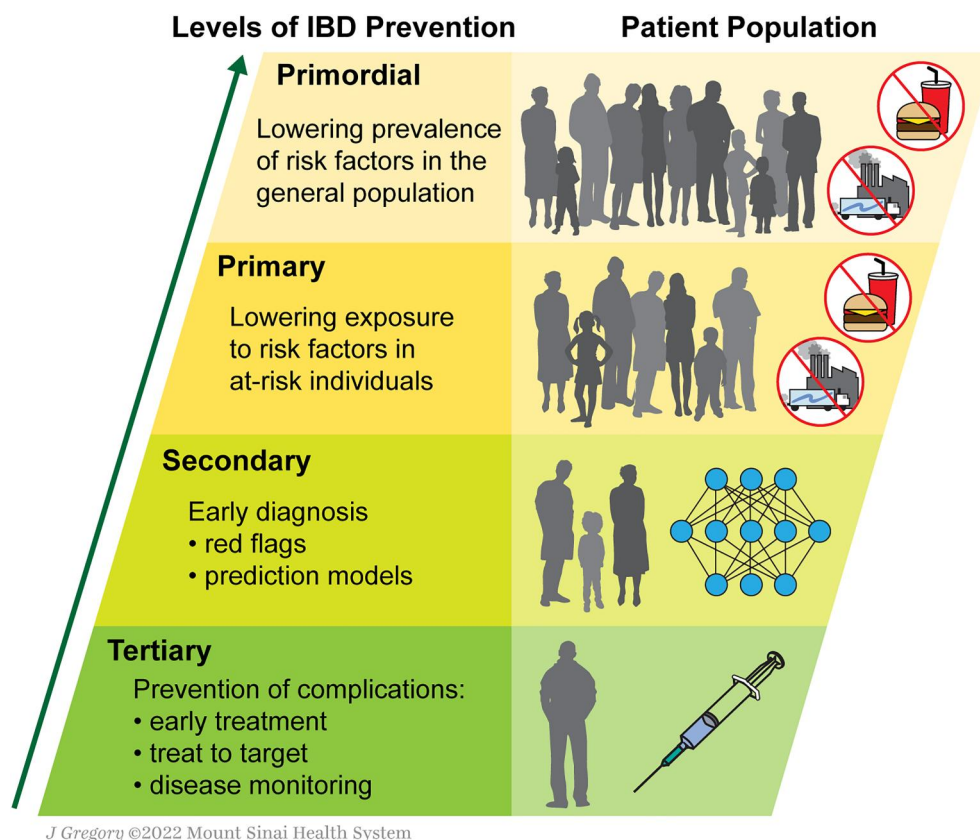 Levels of IBD Prevention
Patient Population
Primordial
Lowering prevalence
of risk factors in the
general population
Primary
Lowering exposure
to risk factors in
at-risk individuals
Secondary
Early diagnosis
• red flags
• prediction models
Tertiary
Prevention of complications:
• early treatment
• treat to target
• disease monitoring
J Gregory ©2022 Mount Sinai Health System